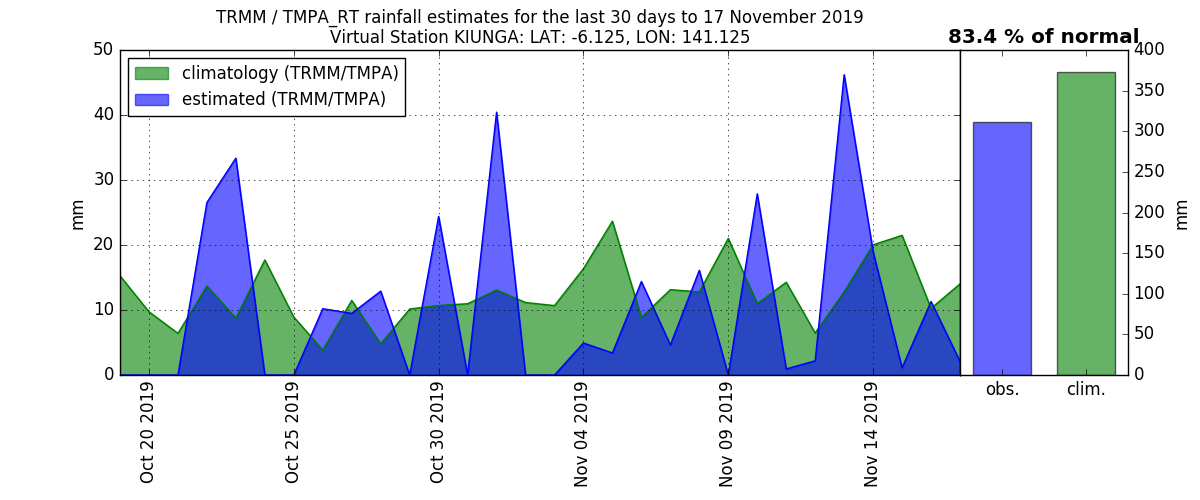 TRMM / TMPA_RT rainfall estimates for the last 30 days to 17 November 2019
Virtual Station KIUNGA: LAT: -6.125, LON: 141.125
83.4 % of normal
climatology (TRMM/TMPA)
estimated (TRMM/TMPA)
50
40
30
20
10
0
mm
Oct 20 2019
Oct 25 2019
Oct 30 2019
Nov 04 2019
Nov 09 2019
Nov 14 2019
400
350
300
250
200
150
100
50
0
mm
obs.
clim.